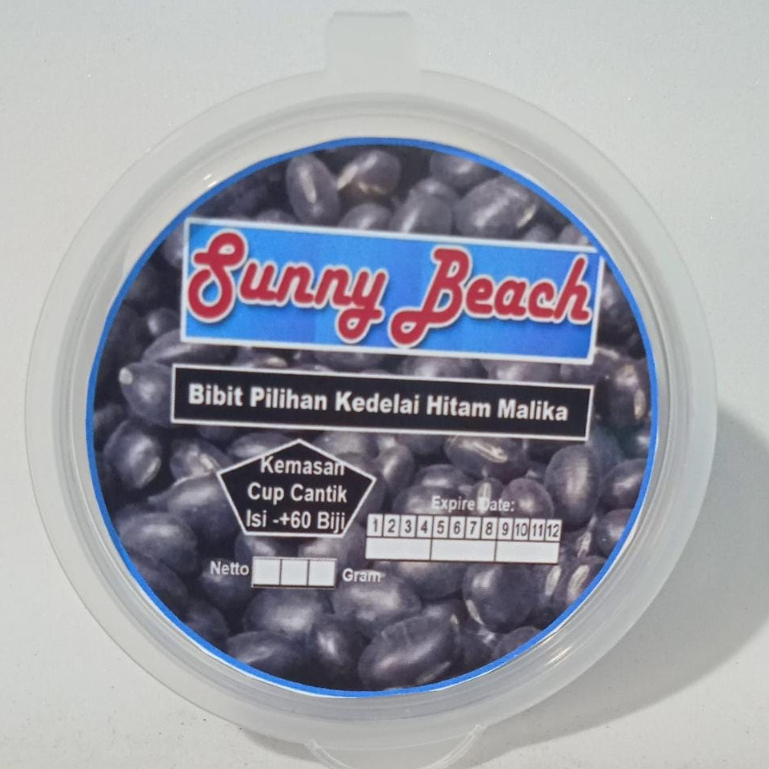 Sunny Beach
Bibit Pilihan Kedelai Hitam Malika
Kemasan
Cup Cantik
Isi -+60 Biji
Expire Date:
1 2 3 4 5 6 7 8 9 10 11 12
Netto Gram